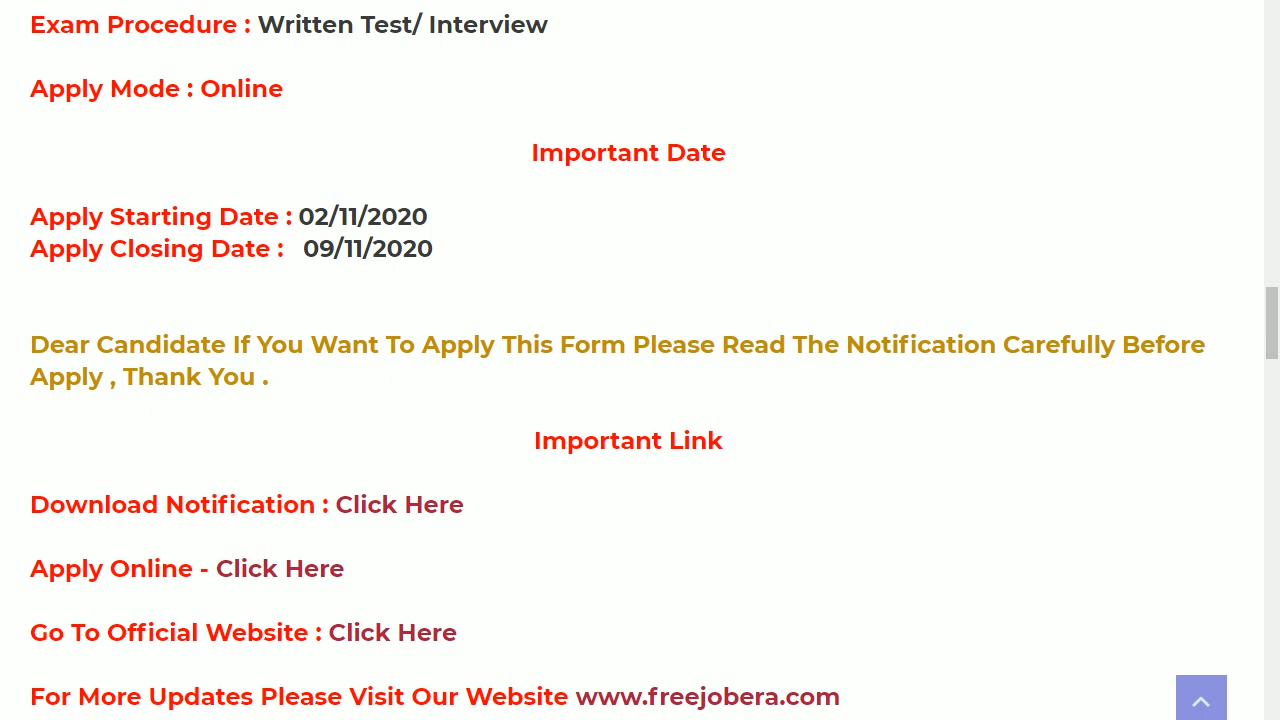 Exam Procedure : Written Test/ Interview
Apply Mode : Online
Important Date
Apply Starting Date : 02/11/2020
Apply Closing Date : 09/11/2020
Dear Candidate If You Want To Apply This Form Please Read The Notification Carefully Before
Apply , Thank You .
Important Link
Download Notification : Click Here
Apply Online - Click Here
Go To Official Website : Click Here
For More Updates Please Visit Our Website www.freejobera.com